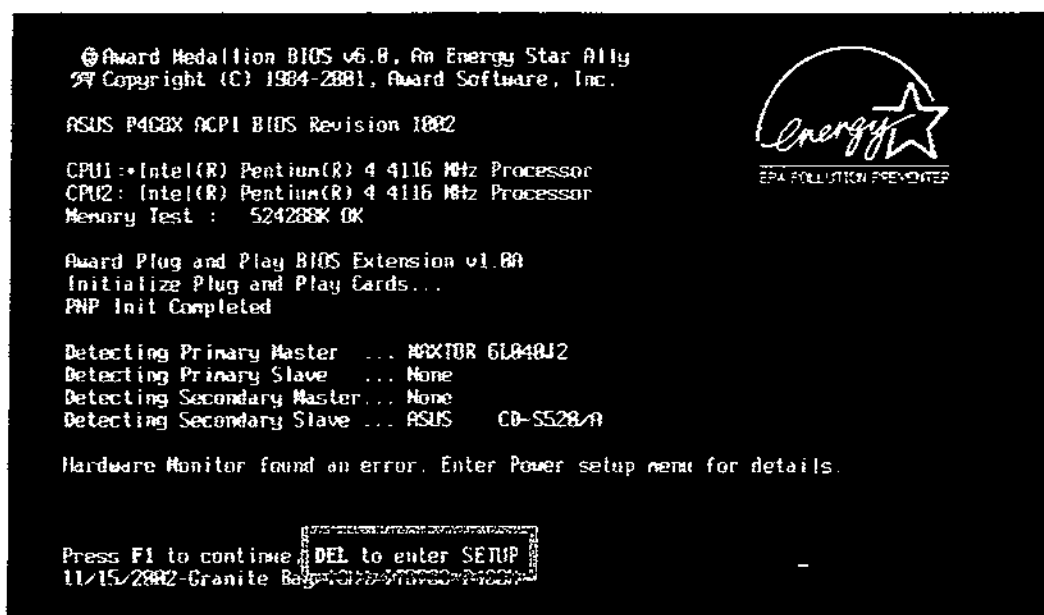 Award Medallion BIOS v6.0, An Energy Star Ally
Copyright (C) 1984-2001, Award Software, Inc.
energy
EPA POLLUTION PREVENTER
ASUS P4G8X ACPI BIOS Revision 1002
CPU1:*Intel(R) Pentium(R) 4 4116 MHz Processor
CPU2: Intel(R) Pentium(R) 4 4116 MHz Processor
Memory Test : 524288K OK
Award Plug and Play BIOS Extension v1.0A
Initialize Plug and Play Cards...
PNP Init Completed
Detecting Primary Master ... MAXTOR 6L040J2
Detecting Primary Slave ... None
Detecting Secondary Master... None
Detecting Secondary Slave ... ASUS CD-S520/A
Hardware Monitor found an error. Enter Power setup menu for details.
Press F1 to continue, DEL to enter SETUP
11/15/2002-Granite Bay